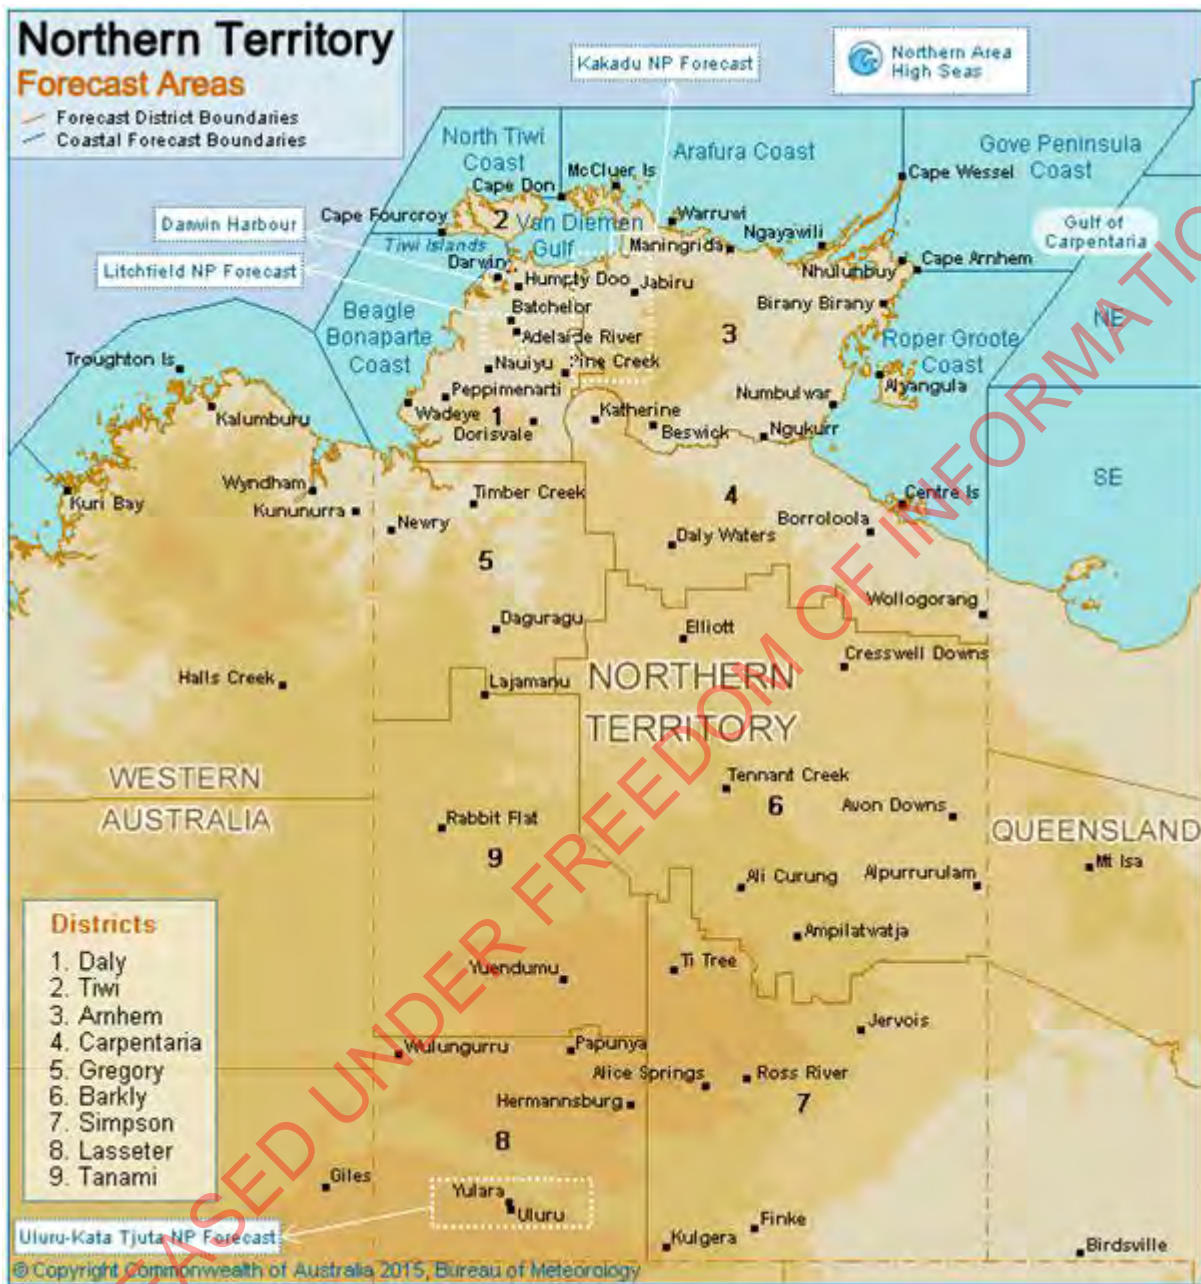 Northern Territory
Forecast Areas
Forecast District Boundaries
Coastal Forecast Boundaries
Kakadu NP Forecast
Northern Area
High Seas
North Tiwi
Coast
Arafura Coast
Gove Peninsula
Coast
McCluer Is
Cape Don
Cape Wessel
Cape Fourcroy
2
Van Diemen
Gulf
Warruwi
Ngayawili
Gulf of
Carpentaria
Darwin Harbour
Tiwi Islands
Maningrida
Litchfield NP Forecast
Darwin
Humpty Doo
Jabiru
Nhulunbuy
Cape Arnhem
Batchelor
Birany Birany
Beagle
Bonaparte
Coast
Adelaide River
3
Roper Groote
Coast
NE
Troughton Is
Nauiyu
Pine Creek
Alyangula
Peppimenarti
Numbulwar
Kalumburu
Wadeye
1
Dorisvale
Katherine
Beswick
Ngukurr
Wyndham
Kuri Bay
Kununurra
Timber Creek
4
Centre Is
SE
Newry
Borroloola
Daly Waters
5
Wollogorang
Daguragu
Elliott
Cresswell Downs
Halls Creek
Lajamanu
NORTHERN
TERRITORY
WESTERN
AUSTRALIA
Tennant Creek
6
Avon Downs
Rabbit Flat
QUEENSLAND
9
Mt Isa
Ali Curung
Alpurrurulam
Ampilatwatja
Districts
1. Daly
2. Tiwi
3. Arnhem
4. Carpentaria
5. Gregory
6. Barkly
7. Simpson
8. Lasseter
9. Tanami
Yuendumu
Ti Tree
Jervois
Wulungurru
Papunya
Alice Springs
Ross River
Hermannsburg
7
8
Giles
Yulara
Uluru
Uluru-Kata Tjuta NP Forecast
Finke
Kulgera
Birdsville
© Copyright Commonwealth of Australia 2015, Bureau of Meteorology
EASED UNDER FREEDOM OF INFORMATIO